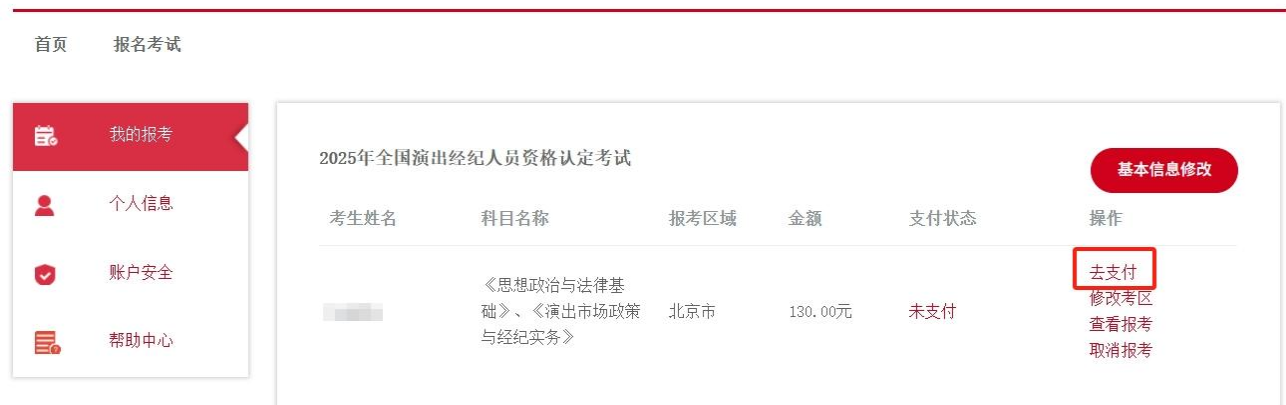 首页 报名考试
我的报考
个人信息
账户安全
帮助中心
2025年全国演出经纪人员资格认定考试
基本信息修改
考生姓名 科目名称 报考区域 金额 支付状态 操作
《思想政治与法律基
础》、《演出市场政策
与经纪实务》
北京市
130.00元
未支付
去支付
修改考区
查看报考
取消报考